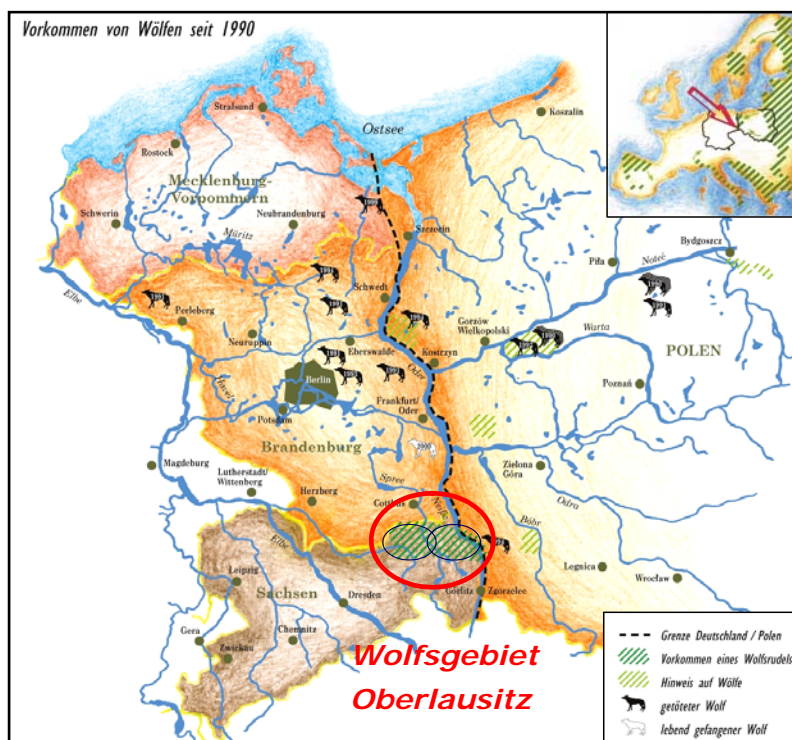 Vorkommen von Wölfen seit 1990
Stralsund
Ostsee
Koszalin
Rostock
Mecklenburg-
Vorpommern
Schwerin
Neubrandenburg
Müritz
Szczecin
Bydgoszcz
Piła
Noteć
Elbe
Schwedt
Perleberg
Gorzów
Wielkopolski
Warta
Neuruppin
Eberswalde
Kostrzyn
POLEN
Oder
Berlin
Havel
Poznań
Frankfurt/
Oder
Potsdam
Brandenburg
Magdeburg
Lutherstadt/
Wittenberg
Spree
Zielona
Góra
Odra
Herzberg
Cottbus
Bóbr
Elbe
Legnica
Wrocław
Leipzig
Sachsen
Dresden
Görlitz
Zgorzelec
Gera
Chemnitz
Zwickau
Wolfsgebiet
Oberlausitz
Grenze Deutschland / Polen
Vorkommen eines Wolfsrudels
Hinweis auf Wölfe
getöteter Wolf
lebend gefangener Wolf